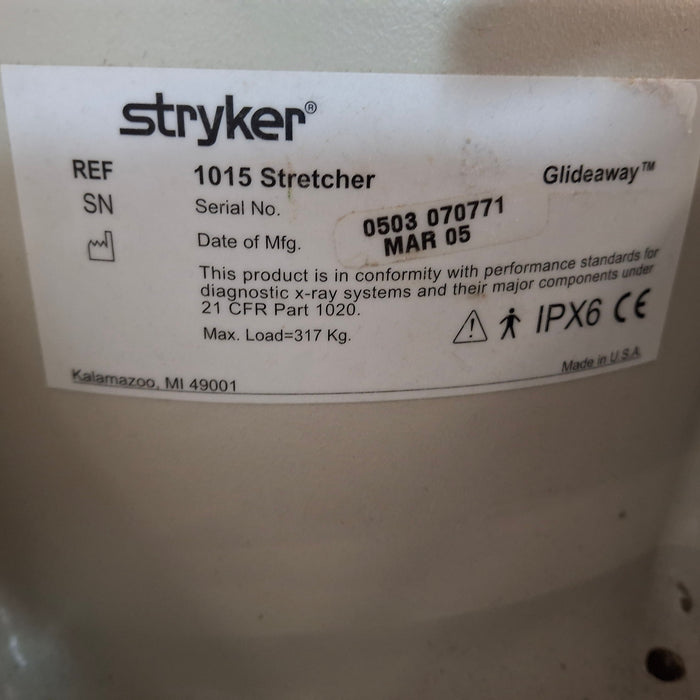 stryker®
REF 1015 Stretcher Glideaway™
SN Serial No. 0503 070771
Date of Mfg. MAR 05
This product is in conformity with performance standards for
diagnostic x-ray systems and their major components under
21 CFR Part 1020.
Max. Load=317 Kg. IPX6 CE
Kalamazoo, MI 49001 Made in U.S.A.